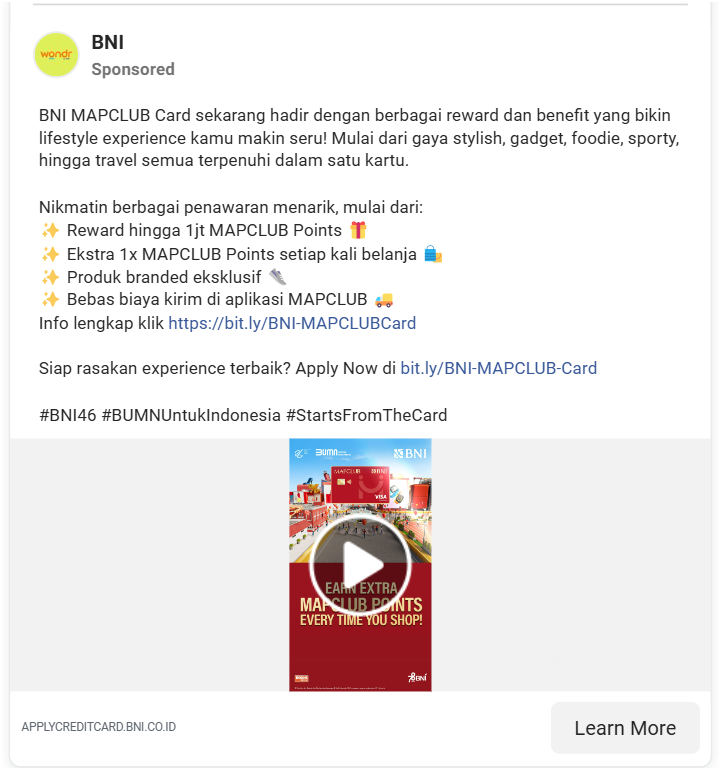 wondr
BNI
Sponsored
BNI MAPCLUB Card sekarang hadir dengan berbagai reward dan benefit yang bikin
lifestyle experience kamu makin seru! Mulai dari gaya stylish, gadget, foodie, sporty,
hingga travel semua terpenuhi dalam satu kartu.
Nikmatin berbagai penawaran menarik, mulai dari:
✨ Reward hingga 1jt MAPCLUB Points 🎁
✨ Ekstra 1x MAPCLUB Points setiap kali belanja 🛍️
✨ Produk branded eksklusif 👟
✨ Bebas biaya kirim di aplikasi MAPCLUB 🚚
Info lengkap klik https://bit.ly/BNI-MAPCLUBCard
Siap rasakan experience terbaik? Apply Now di bit.ly/BNI-MAPCLUB-Card
#BNI46 #BUMNUntukIndonesia #StartsFromTheCard
BUMN
BNI
MAPCLUB
BNI
VISA
EARN EXTRA
MAPCLUB POINTS
EVERY TIME YOU SHOP!
BNI
APPLYCREDITCARD.BNI.CO.ID
Learn More